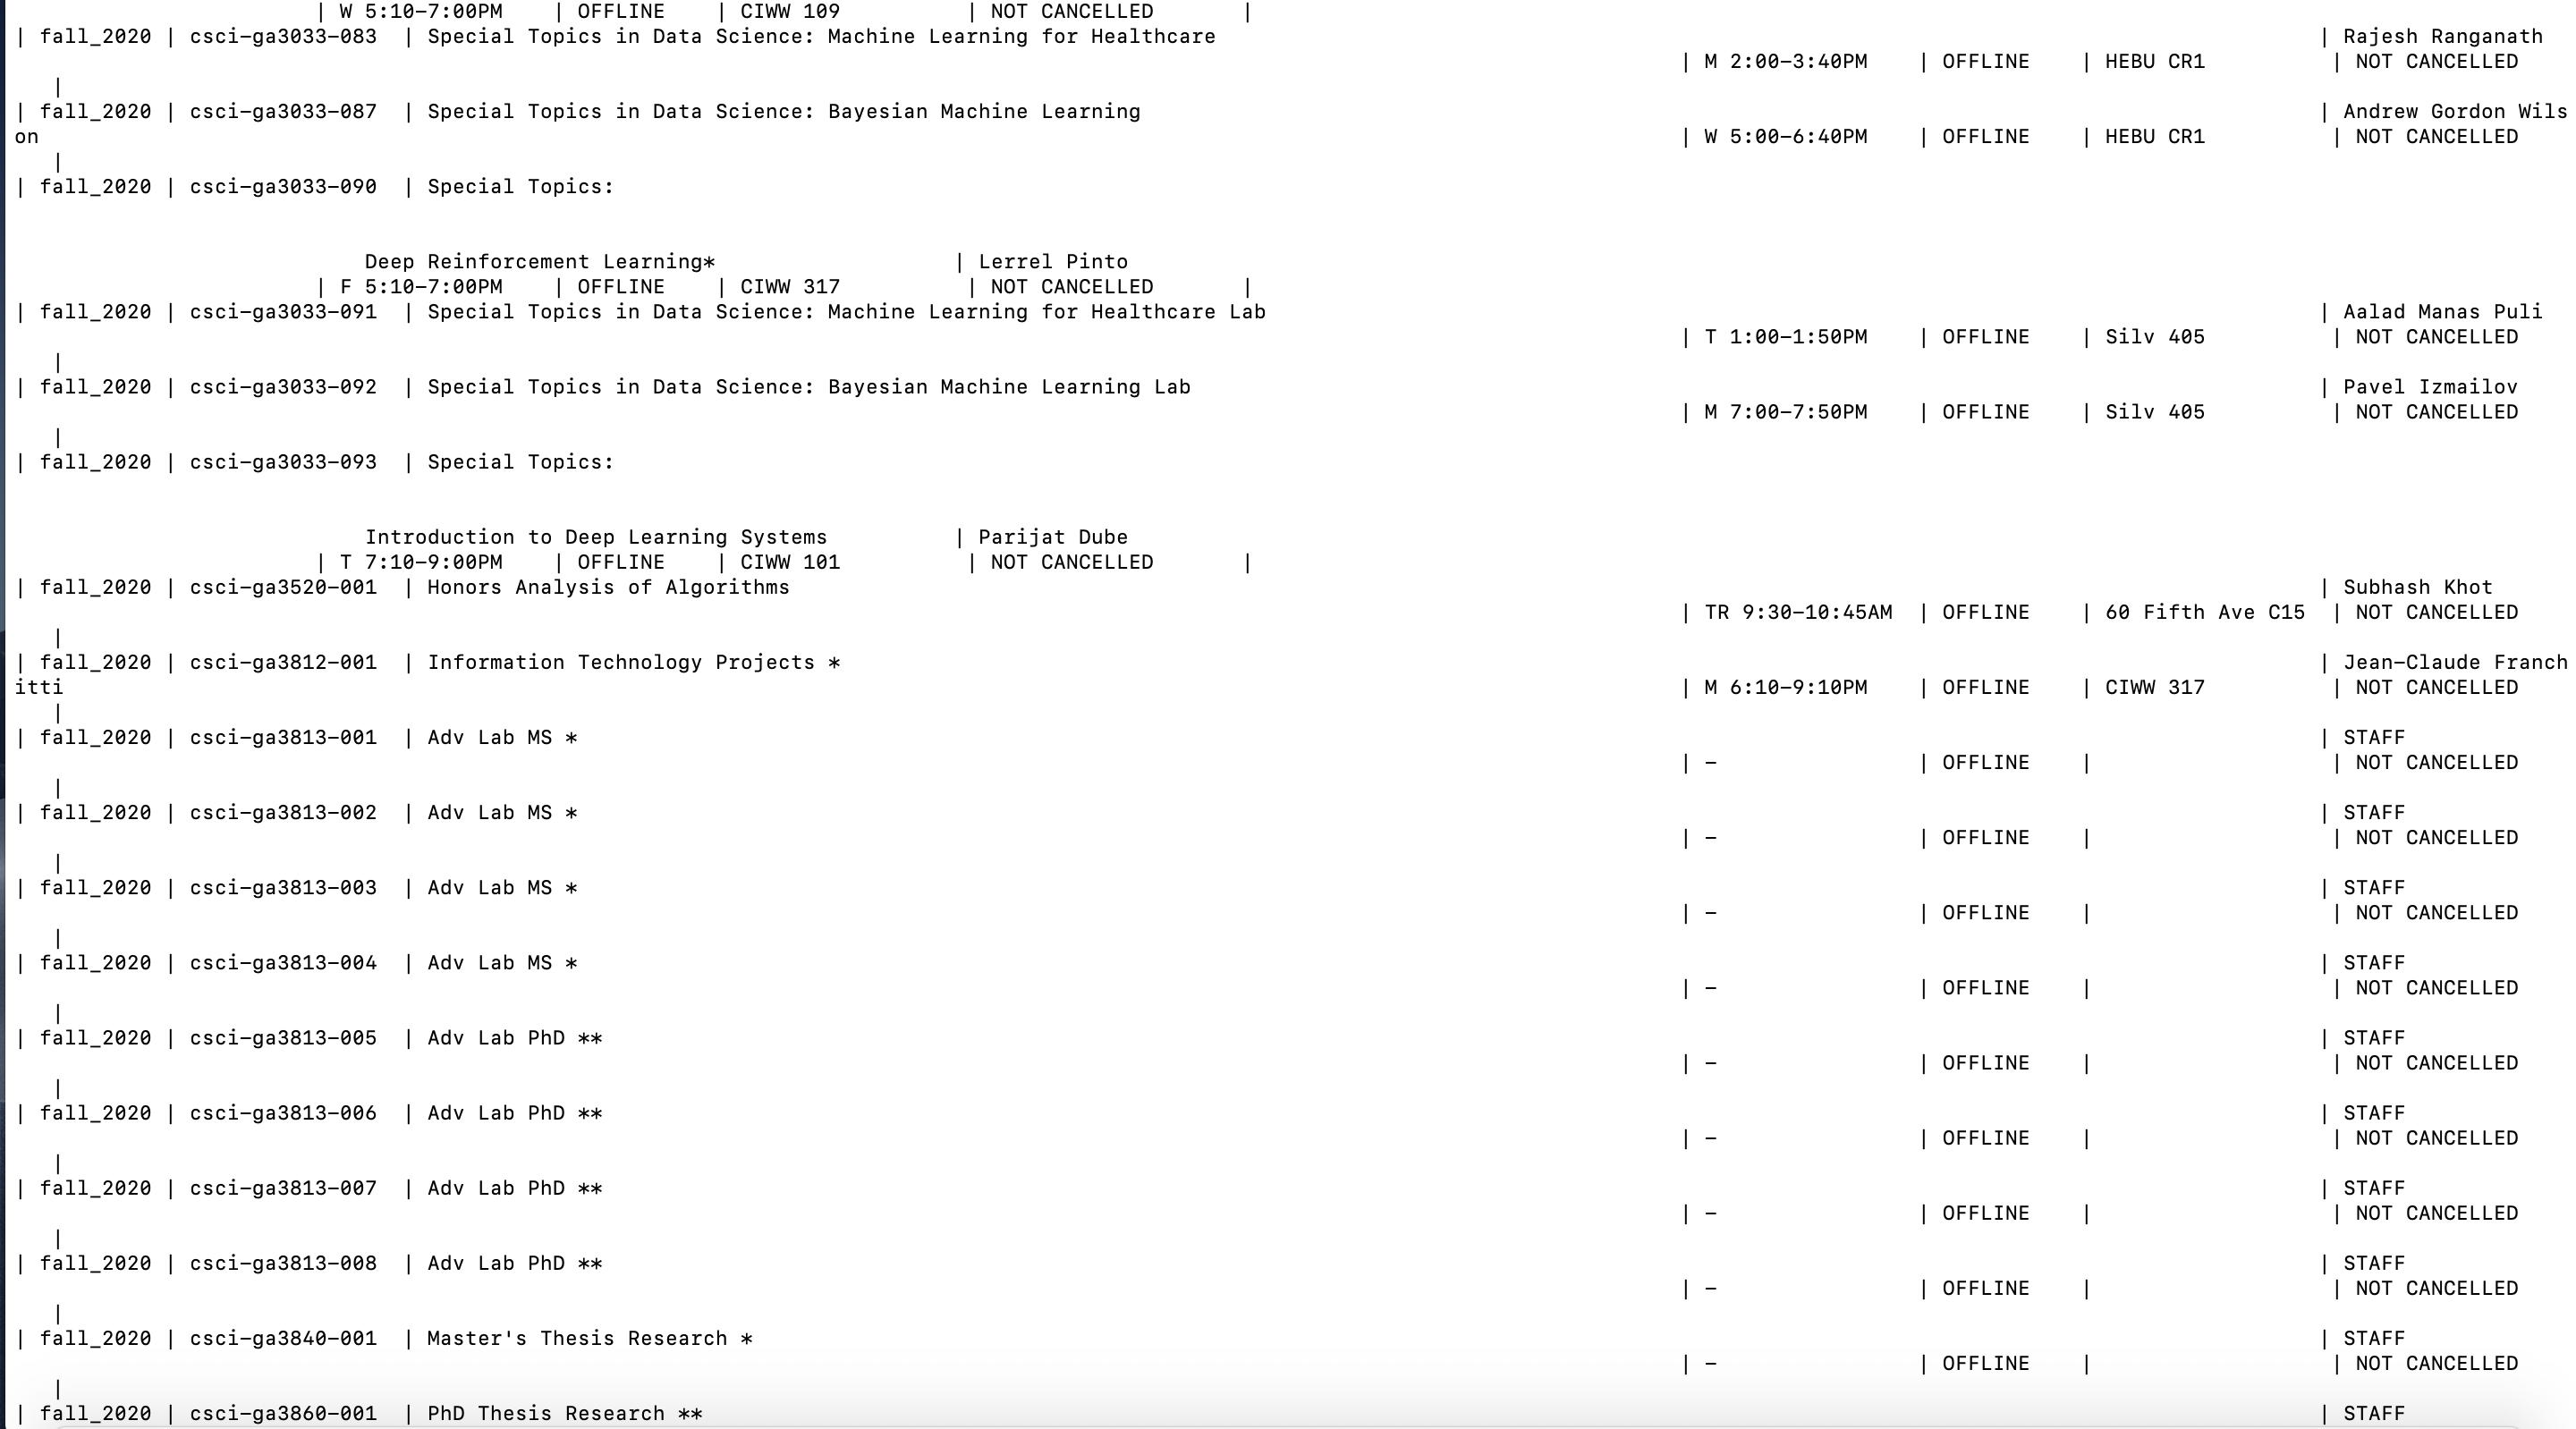 | W 5:10-7:00PM | OFFLINE | CIWW 109 | NOT CANCELLED |
| fall_2020 | csci-ga3033-083 | Special Topics in Data Science: Machine Learning for Healthcare | Rajesh Ranganath
| M 2:00-3:40PM | OFFLINE | HEBU CR1 | NOT CANCELLED
|
| fall_2020 | csci-ga3033-087 | Special Topics in Data Science: Bayesian Machine Learning | Andrew Gordon Wils
on | W 5:00-6:40PM | OFFLINE | HEBU CR1 | NOT CANCELLED
|
| fall_2020 | csci-ga3033-090 | Special Topics:
Deep Reinforcement Learning* | Lerrel Pinto
| F 5:10-7:00PM | OFFLINE | CIWW 317 | NOT CANCELLED |
| fall_2020 | csci-ga3033-091 | Special Topics in Data Science: Machine Learning for Healthcare Lab | Aalad Manas Puli
| T 1:00-1:50PM | OFFLINE | Silv 405 | NOT CANCELLED
|
| fall_2020 | csci-ga3033-092 | Special Topics in Data Science: Bayesian Machine Learning Lab | Pavel Izmailov
| M 7:00-7:50PM | OFFLINE | Silv 405 | NOT CANCELLED
|
| fall_2020 | csci-ga3033-093 | Special Topics:
Introduction to Deep Learning Systems | Parijat Dube
| T 7:10-9:00PM | OFFLINE | CIWW 101 | NOT CANCELLED |
| fall_2020 | csci-ga3520-001 | Honors Analysis of Algorithms | Subhash Khot
| TR 9:30-10:45AM | OFFLINE | 60 Fifth Ave C15 | NOT CANCELLED
|
| fall_2020 | csci-ga3812-001 | Information Technology Projects * | Jean-Claude Franch
itti | M 6:10-9:10PM | OFFLINE | CIWW 317 | NOT CANCELLED
|
| fall_2020 | csci-ga3813-001 | Adv Lab MS * | STAFF
| - | OFFLINE | | NOT CANCELLED
|
| fall_2020 | csci-ga3813-002 | Adv Lab MS * | STAFF
| - | OFFLINE | | NOT CANCELLED
|
| fall_2020 | csci-ga3813-003 | Adv Lab MS * | STAFF
| - | OFFLINE | | NOT CANCELLED
|
| fall_2020 | csci-ga3813-004 | Adv Lab MS * | STAFF
| - | OFFLINE | | NOT CANCELLED
|
| fall_2020 | csci-ga3813-005 | Adv Lab PhD ** | STAFF
| - | OFFLINE | | NOT CANCELLED
|
| fall_2020 | csci-ga3813-006 | Adv Lab PhD ** | STAFF
| - | OFFLINE | | NOT CANCELLED
|
| fall_2020 | csci-ga3813-007 | Adv Lab PhD ** | STAFF
| - | OFFLINE | | NOT CANCELLED
|
| fall_2020 | csci-ga3813-008 | Adv Lab PhD ** | STAFF
| - | OFFLINE | | NOT CANCELLED
|
| fall_2020 | csci-ga3840-001 | Master's Thesis Research * | STAFF
| - | OFFLINE | | NOT CANCELLED
|
| fall_2020 | csci-ga3860-001 | PhD Thesis Research ** | STAFF